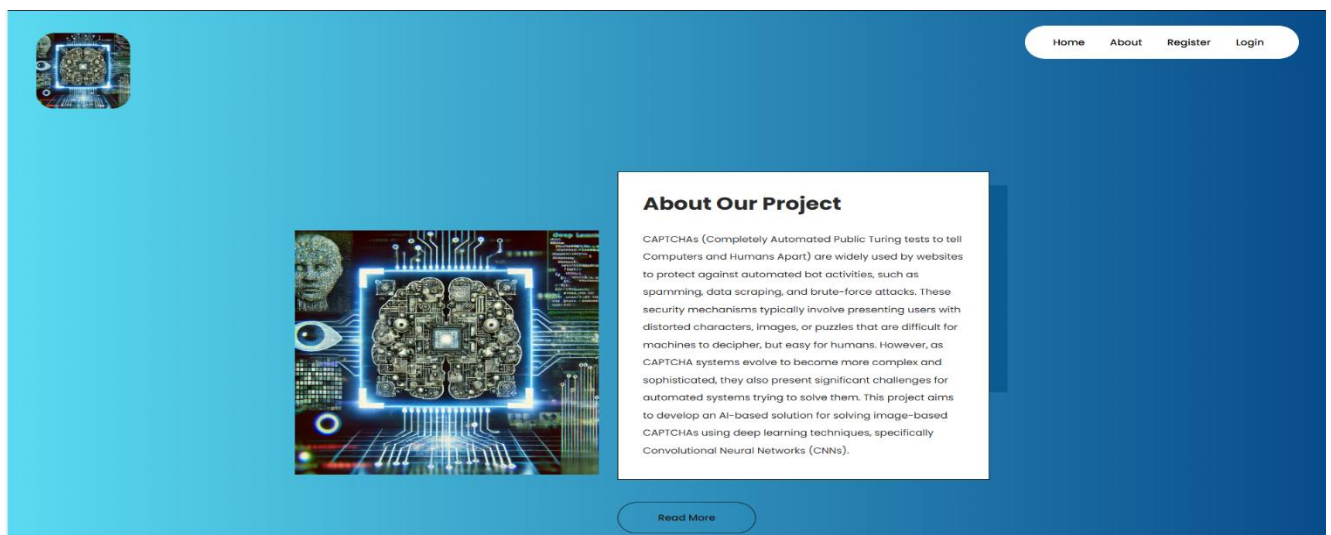 Home About Register Login
About Our Project
CAPTCHAs (Completely Automated Public Turing tests to tell
Computers and Humans Apart) are widely used by websites
to protect against automated bot activities, such as
spamming, data scraping, and brute-force attacks. These
security mechanisms typically involve presenting users with
distorted characters, images, or puzzles that are difficult for
machines to decipher, but easy for humans. However, as
CAPTCHA systems evolve to become more complex and
sophisticated, they also present significant challenges for
automated systems trying to solve them. This project aims
to develop an AI-based solution for solving image-based
CAPTCHAs using deep learning techniques, specifically
Convolutional Neural Networks (CNNs).
Read More